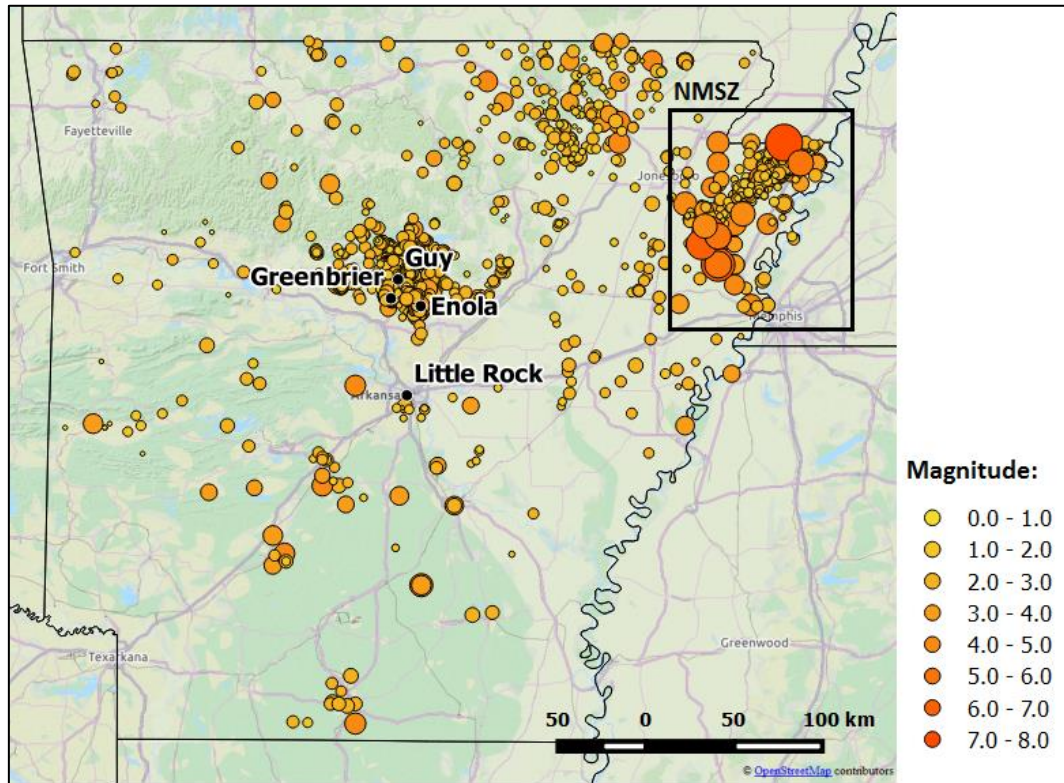 NMSZ
Fayetteville
Jonesboro
Guy
Fort Smith
Greenbrier
Enola
Memphis
Little Rock
Arkansas
Magnitude:
0.0 - 1.0
1.0 - 2.0
2.0 - 3.0
3.0 - 4.0
4.0 - 5.0
5.0 - 6.0
6.0 - 7.0
7.0 - 8.0
Greenwood
Texarkana
50 0 50 100 km
© OpenStreetMap contributors